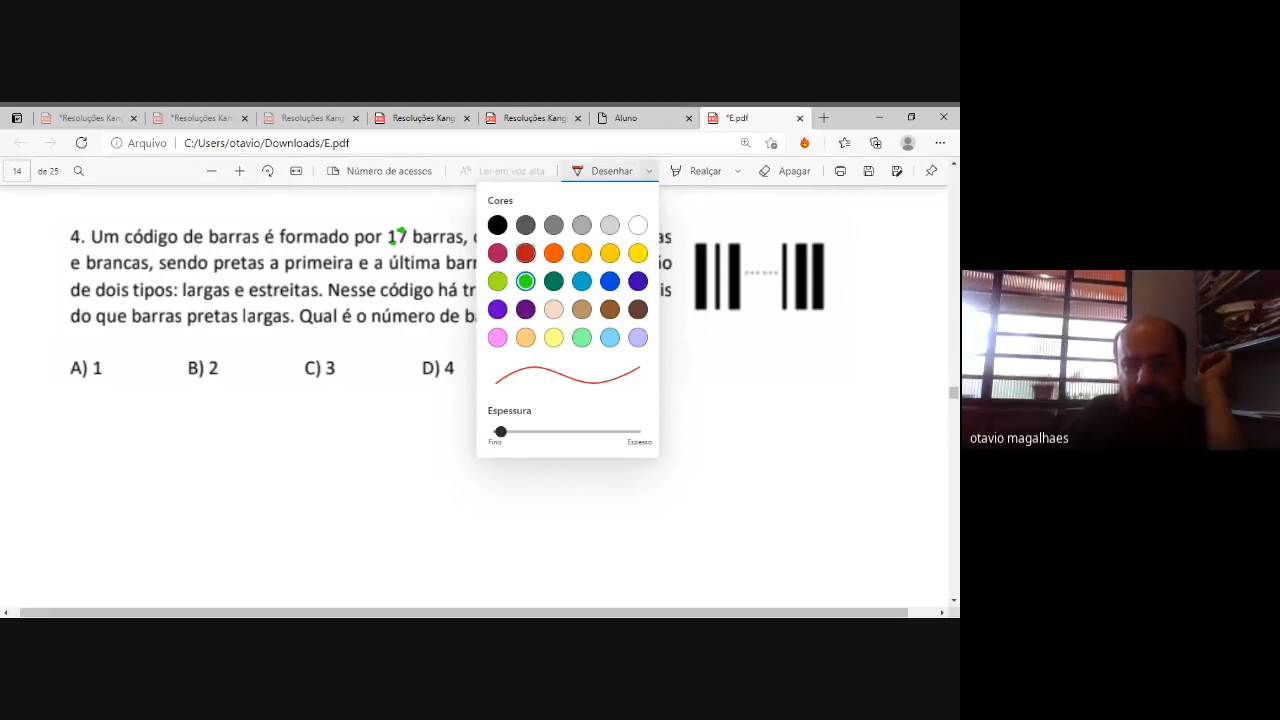 *Resoluções Kang
*Resoluções Kang
Resoluções Kang
Resoluções Kang
Resoluções Kang
Aluno
*E.pdf
Arquivo
C:/Users/otavio/Downloads/E.pdf
14
de 25
Número de acessos
Ler em voz alta
Desenhar
Realçar
Apagar
Cores
4. Um código de barras é formado por 17 barras,
e brancas, sendo pretas a primeira e a última
de dois tipos: largas e estreitas. Nesse código há
do que barras pretas largas. Qual é o número de
A) 1 B) 2 C) 3 D) 4
Espessura
Fino Espesso
otavio magalhaes